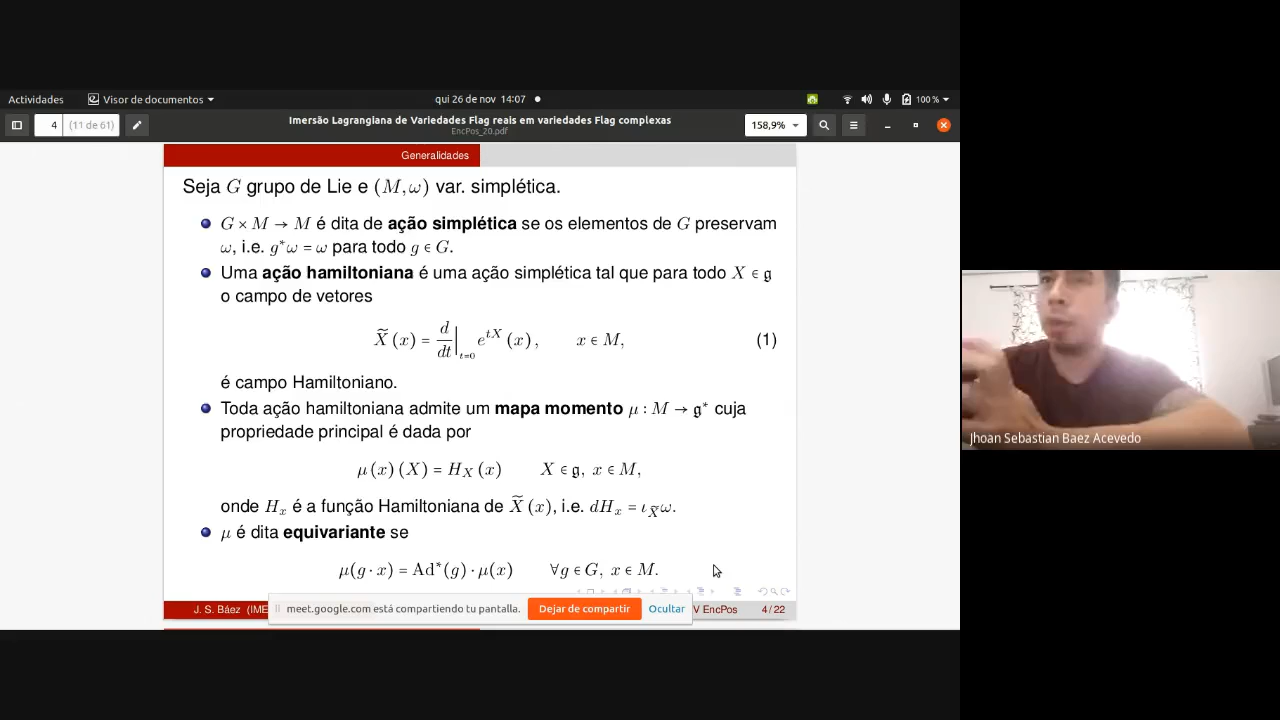 Actividades
Visor de documentos
qui 26 de nov 14:07
100 %
4 (11 de 61)
Imersão Lagrangiana de Variedades Flag reais em variedades Flag complexas
EncPos_20.pdf
158,9%
Generalidades
Seja G grupo de Lie e (M, ω) var. simplética.
G × M → M é dita de ação simplética se os elementos de G preservam
ω, i.e. g*ω = ω para todo g ∈ G.
Uma ação hamiltoniana é uma ação simplética tal que para todo X ∈ 𝔤
o campo de vetores
X̃(x) = d/dt|_{t=0} e^{tX}(x), x ∈ M, (1)
é campo Hamiltoniano.
Toda ação hamiltoniana admite um mapa momento μ : M → 𝔤* cuja
propriedade principal é dada por
μ(x)(X) = H_X(x) X ∈ 𝔤, x ∈ M,
onde H_x é a função Hamiltoniana de X̃(x), i.e. dH_x = ι_X̃ ω.
μ é dita equivariante se
μ(g · x) = Ad*(g) · μ(x) ∀g ∈ G, x ∈ M.
J. S. Báez (IME
meet.google.com está compartiendo tu pantalla.
Dejar de compartir
Ocultar
V EncPos
4 / 22
Jhoan Sebastian Baez Acevedo